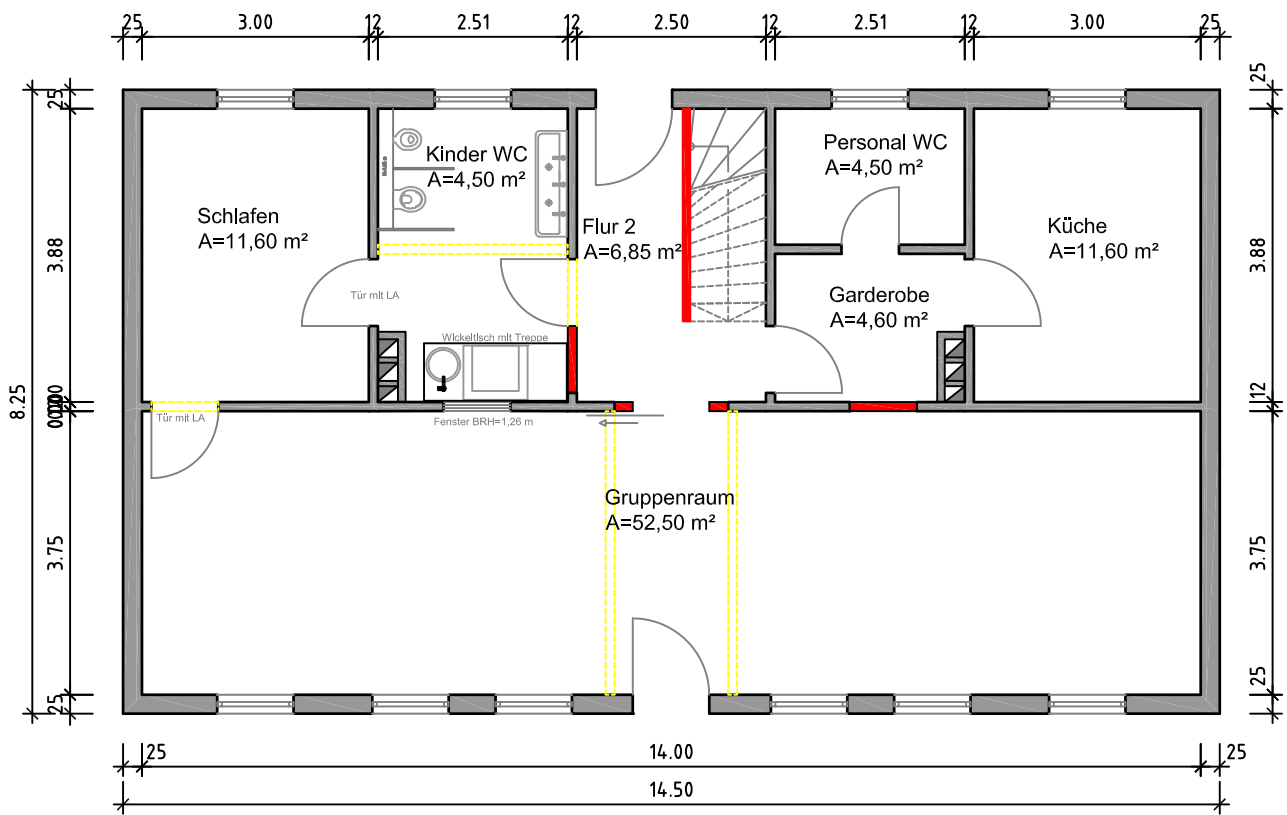 25 3.00 12 2.51 12 2.50 12 2.51 12 3.00 25
25
25
Kinder WC
A=4,50 m²
Personal WC
A=4,50 m²
Schlafen
A=11,60 m²
Flur 2
A=6,85 m²
Küche
A=11,60 m²
3.88
3.88
Garderobe
A=4,60 m²
Tür mit LA
Wickeltisch mit Treppe
8.25
12
Tür mit LA
Fenster BRH=1,26 m
Gruppenraum
A=52,50 m²
3.75
3.75
25
25
25 14.00 25
14.50